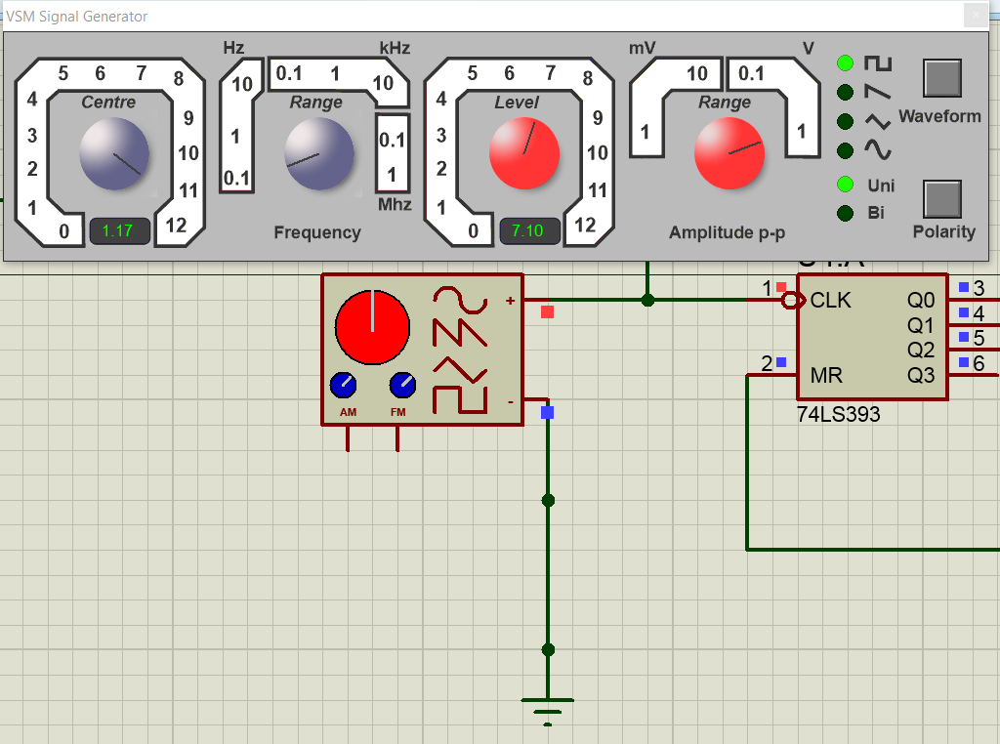 VSM Signal Generator
Hz kHz mV V
5 6 7 8
4 Centre 9
3 10
2 11
1 12
0 1.17
10 0.1 1 10
Range
1 0.1
0.1 1
Mhz
Frequency
5 6 7 8
4 Level 9
3 10
2 11
1 12
0 7.10
10 0.1
Range
1 1
Amplitude p-p
Waveform
Uni
Bi
Polarity
+
-
AM FM
1 CLK Q0 3
Q1 4
Q2 5
2 MR Q3 6
74LS393